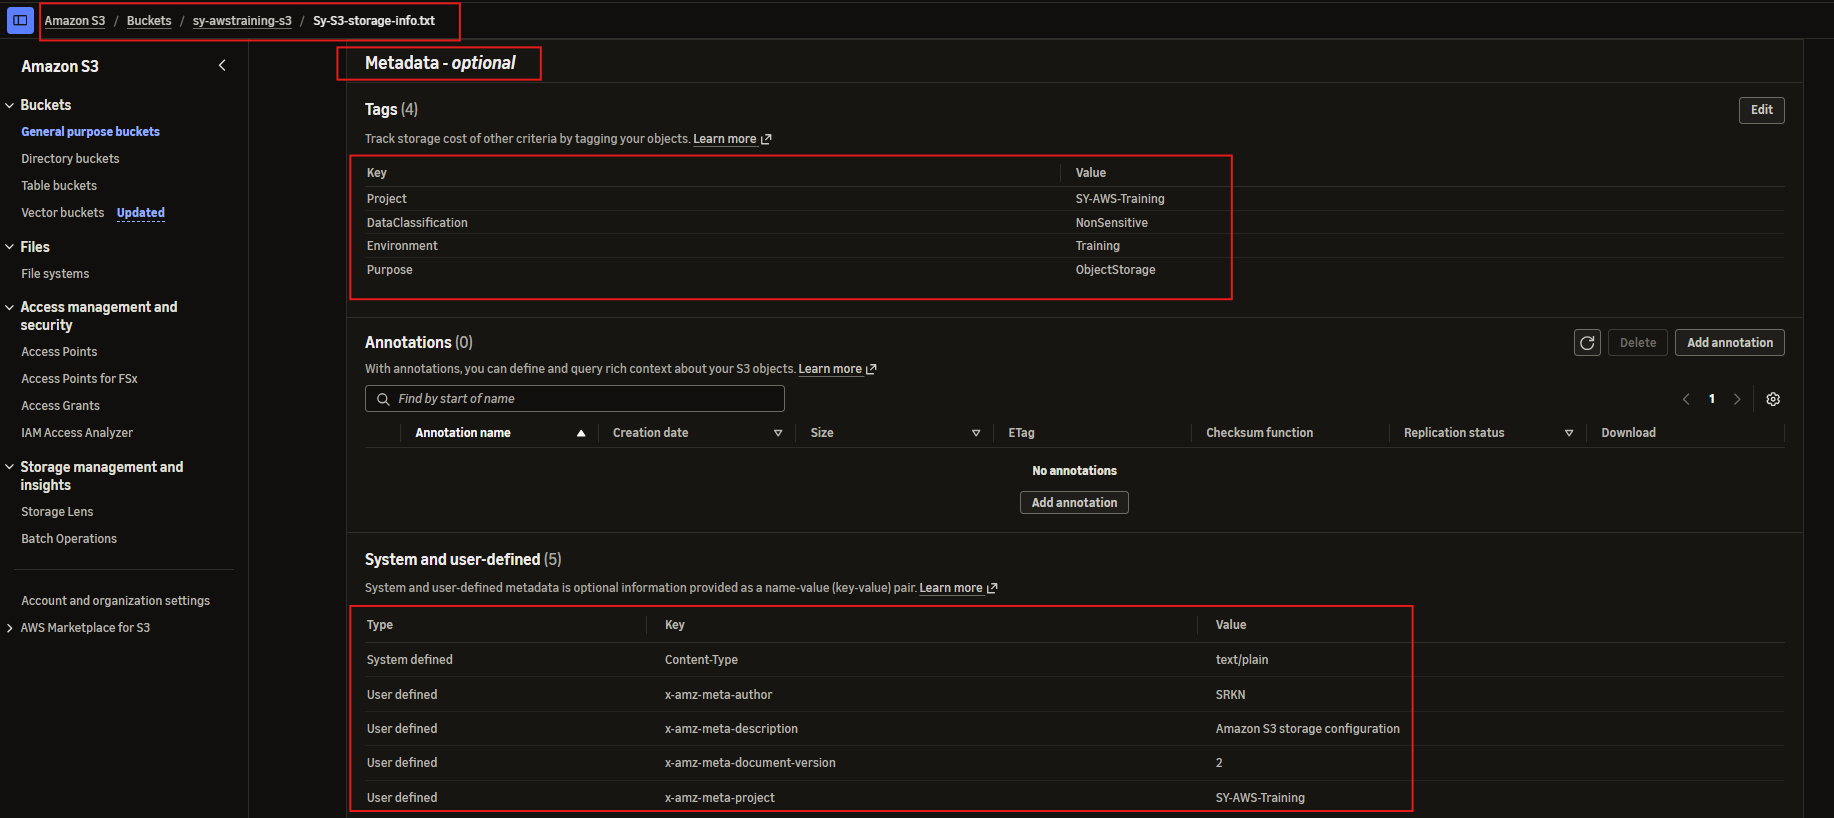 Amazon S3 / Buckets / sy-awstraining-s3 / Sy-S3-storage-info.txt
Amazon S3
Buckets
General purpose buckets
Directory buckets
Table buckets
Vector buckets Updated
Files
File systems
Access management and
security
Access Points
Access Points for FSx
Access Grants
IAM Access Analyzer
Storage management and
insights
Storage Lens
Batch Operations
Account and organization settings
AWS Marketplace for S3
Metadata - optional
Tags (4)
Edit
Track storage cost of other criteria by tagging your objects. Learn more
Key Value
Project SY-AWS-Training
DataClassification NonSensitive
Environment Training
Purpose ObjectStorage
Annotations (0)
Delete Add annotation
With annotations, you can define and query rich context about your S3 objects. Learn more
Find by start of name
1
Annotation name Creation date Size ETag Checksum function Replication status Download
No annotations
Add annotation
System and user-defined (5)
System and user-defined metadata is optional information provided as a name-value (key-value) pair. Learn more
Type Key Value
System defined Content-Type text/plain
User defined x-amz-meta-author SRKN
User defined x-amz-meta-description Amazon S3 storage configuration
User defined x-amz-meta-document-version 2
User defined x-amz-meta-project SY-AWS-Training